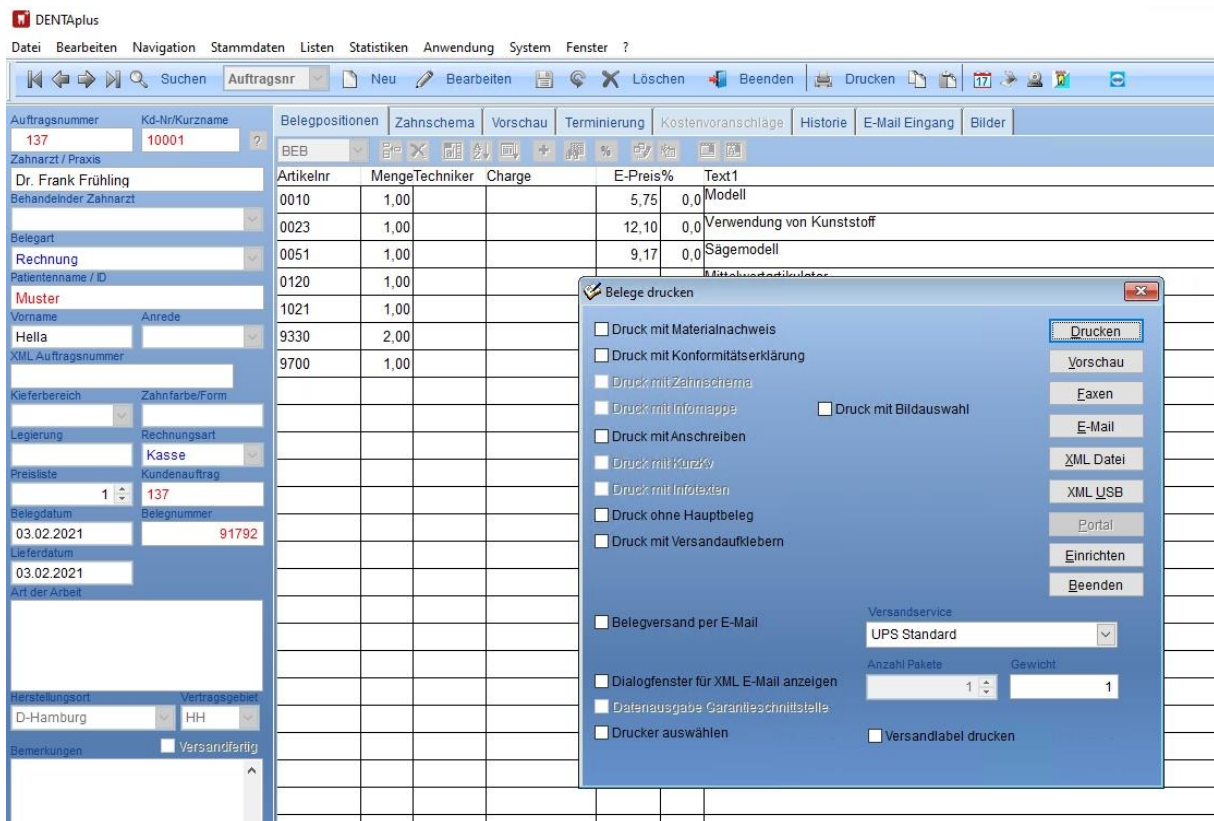 DENTAplus
Datei Bearbeiten Navigation Stammdaten Listen Statistiken Anwendung System Fenster ?
Suchen Auftragsnr Neu Bearbeiten Löschen Beenden Drucken 17
Auftragsnummer Kd-Nr/Kurzname
137 10001 ?
Zahnarzt / Praxis
Dr. Frank Frühling
Behandelnder Zahnarzt
Belegart
Rechnung
Patientenname / ID
Muster
Vorname Anrede
Hella
XML Auftragsnummer
Kieferbereich Zahnfarbe/Form
Legierung Rechnungsart
Kasse
Preisliste Kundenauftrag
1 137
Belegdatum Belegnummer
03.02.2021 91792
Lieferdatum
03.02.2021
Art der Arbeit
Herstellungsort Vertragsgebiet
D-Hamburg HH
Bemerkungen Versandfertig
Belegpositionen Zahnschema Vorschau Terminierung Kostenvoranschläge Historie E-Mail Eingang Bilder
BEB %
Artikelnr Menge Techniker Charge E-Preis % Text1
0010 1,00 5,75 0,0 Modell
0023 1,00 12,10 0,0 Verwendung von Kunststoff
0051 1,00 9,17 0,0 Sägemodell
0120 1,00 Mittelwertartikulator
1021 1,00
9330 2,00
9700 1,00
Belege drucken
Druck mit Materialnachweis
Druck mit Konformitätserklärung
Druck mit Zahnschema
Druck mit Infomappe Druck mit Bildauswahl
Druck mit Anschreiben
Druck mit KurzKv
Druck mit Infotexten
Druck ohne Hauptbeleg
Druck mit Versandaufklebern
Drucken
Vorschau
Faxen
E-Mail
XML Datei
XML USB
Portal
Einrichten
Beenden
Belegversand per E-Mail
Versandservice
UPS Standard
Anzahl Pakete Gewicht
1 1
Dialogfenster für XML E-Mail anzeigen
Datenausgabe Garantieschnittstelle
Drucker auswählen Versandlabel drucken